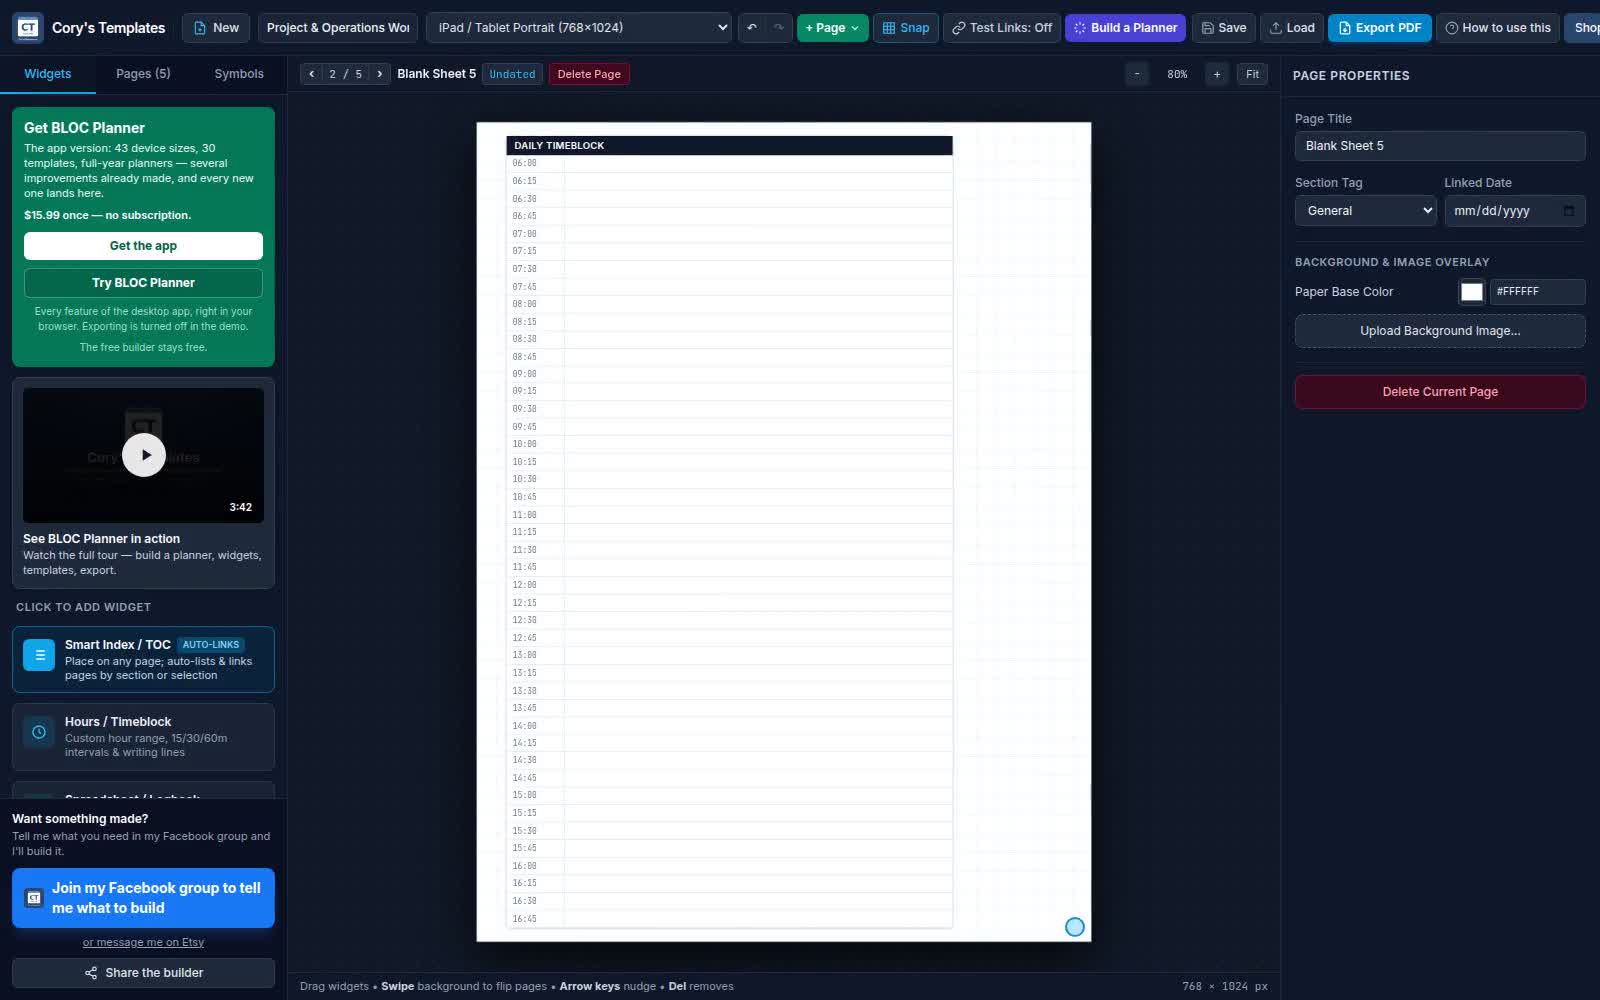 Cory's Templates
New
Project & Operations Wor
iPad / Tablet Portrait (768×1024)
+ Page
Snap
Test Links: Off
Build a Planner
Save
Load
Export PDF
How to use this
Shop
Widgets
Pages (5)
Symbols
2 / 5
Blank Sheet 5
Undated
Delete Page
-
80%
+
Fit
PAGE PROPERTIES
Get BLOC Planner
The app version: 43 device sizes, 30
templates, full-year planners — several
improvements already made, and every new
one lands here.
$15.99 once — no subscription.
Get the app
Try BLOC Planner
Every feature of the desktop app, right in your
browser. Exporting is turned off in the demo.
The free builder stays free.
CT
3:42
See BLOC Planner in action
Watch the full tour — build a planner, widgets,
templates, export.
CLICK TO ADD WIDGET
Smart Index / TOC
AUTO-LINKS
Place on any page; auto-lists & links
pages by section or selection
Hours / Timeblock
Custom hour range, 15/30/60m
intervals & writing lines
Want something made?
Tell me what you need in my Facebook group and
I'll build it.
CT
Join my Facebook group to tell
me what to build
or message me on Etsy
Share the builder
DAILY TIMEBLOCK
06:00
06:15
06:30
06:45
07:00
07:15
07:30
07:45
08:00
08:15
08:30
08:45
09:00
09:15
09:30
09:45
10:00
10:15
10:30
10:45
11:00
11:15
11:30
11:45
12:00
12:15
12:30
12:45
13:00
13:15
13:30
13:45
14:00
14:15
14:30
14:45
15:00
15:15
15:30
15:45
16:00
16:15
16:30
16:45
Drag widgets • Swipe background to flip pages • Arrow keys nudge • Del removes
768 × 1024 px
Page Title
Blank Sheet 5
Section Tag
Linked Date
General
mm/dd/yyyy
BACKGROUND & IMAGE OVERLAY
Paper Base Color
#FFFFFF
Upload Background Image...
Delete Current Page